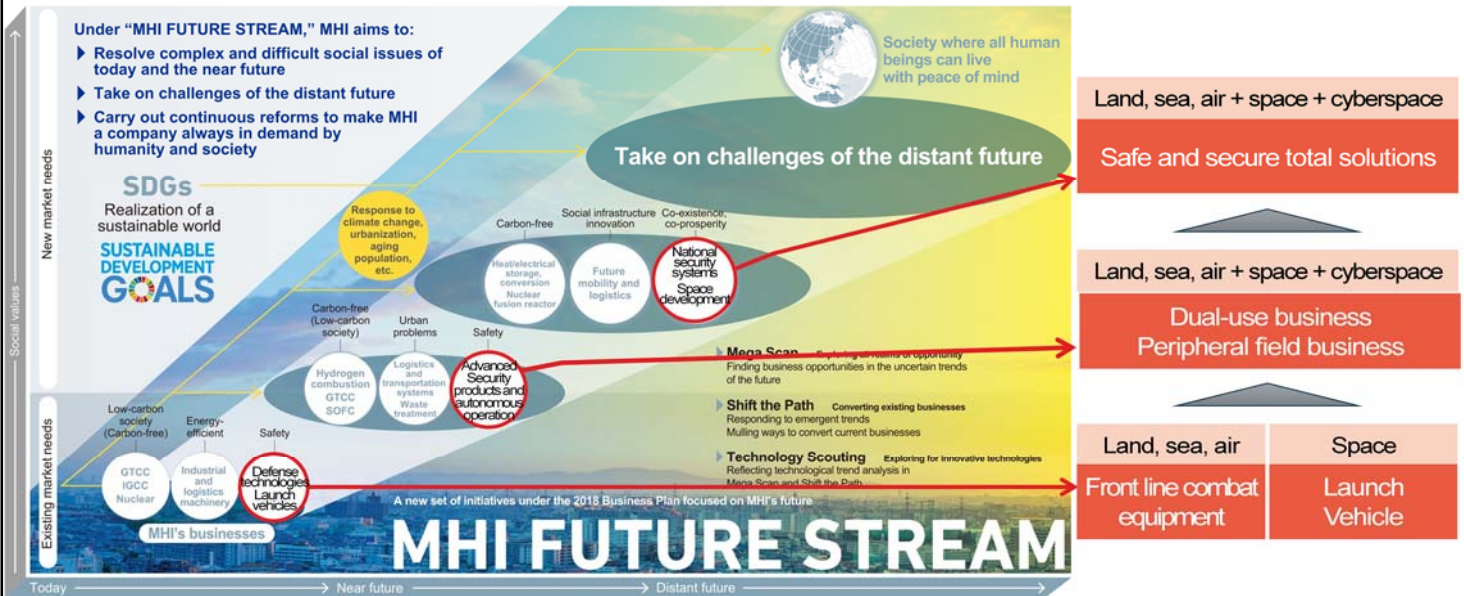 Under “MHI FUTURE STREAM,” MHI aims to:
Resolve complex and difficult social issues of
today and the near future
Take on challenges of the distant future
Carry out continuous reforms to make MHI
a company always in demand by
humanity and society
SDGs
Realization of a
sustainable world
SUSTAINABLE
DEVELOPMENT
GOALS
Social values
New market needs
Existing market needs
Society where all human
beings can live
with peace of mind
Take on challenges of the distant future
Response to
climate change,
urbanization,
aging
population,
etc.
Carbon-free
Heat/electrical
storage,
conversion
Nuclear
fusion reactor
Social infrastructure
innovation
Future
mobility and
logistics
Co-existence,
co-prosperity
National
security
systems
Space
development
Carbon-free
(Low-carbon
society)
Hydrogen
combustion
GTCC
SOFC
Urban
problems
Logistics
and
transportation
systems
Waste
treatment
Safety
Advanced
Security
products and
autonomous
operation
Low-carbon
society
(Carbon-free)
GTCC
IGCC
Nuclear
Energy-
efficient
Industrial
and
logistics
machinery
Safety
Defense
technologies
Launch
vehicles
MHI's businesses
Mega Scan Exploring all realms of opportunity
Finding business opportunities in the uncertain trends
of the future
Shift the Path Converting existing businesses
Responding to emergent trends
Mulling ways to convert current businesses
Technology Scouting Exploring for innovative technologies
Reflecting technological trend analysis in
Mega Scan and Shift the Path
A new set of initiatives under the 2018 Business Plan focused on MHI's future
MHI FUTURE STREAM
Today
Near future
Distant future
Land, sea, air + space + cyberspace
Safe and secure total solutions
Land, sea, air + space + cyberspace
Dual-use business
Peripheral field business
Land, sea, air
Front line combat
equipment
Space
Launch
Vehicle